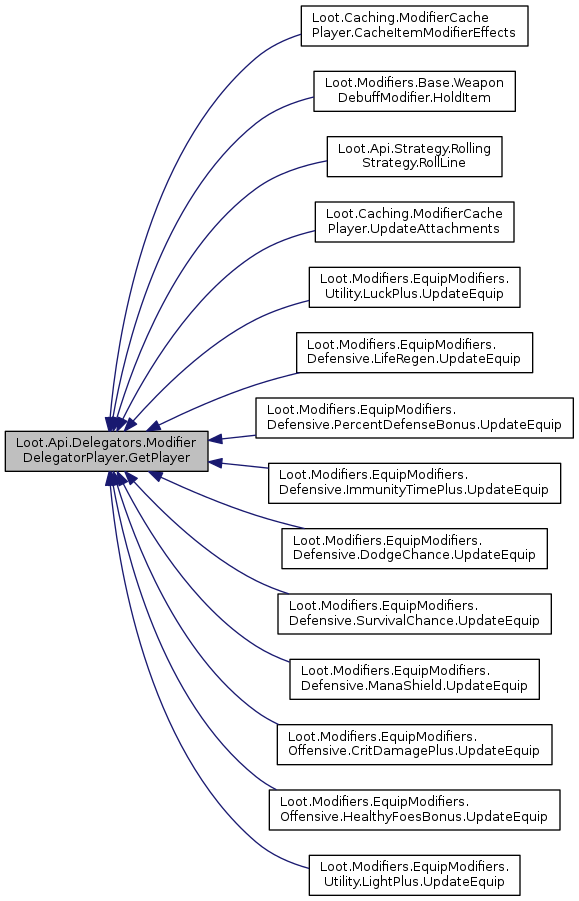 Loot.Caching.ModifierCache
Player.CacheItemModifierEffects
Loot.Modifiers.Base.Weapon
DebuffModifier.HoldItem
Loot.Api.Strategy.Rolling
Strategy.RollLine
Loot.Caching.ModifierCache
Player.UpdateAttachments
Loot.Modifiers.EquipModifiers.
Utility.LuckPlus.UpdateEquip
Loot.Modifiers.EquipModifiers.
Defensive.LifeRegen.UpdateEquip
Loot.Modifiers.EquipModifiers.
Defensive.PercentDefenseBonus.UpdateEquip
Loot.Api.Delegators.Modifier
DelegatorPlayer.GetPlayer
Loot.Modifiers.EquipModifiers.
Defensive.ImmunityTimePlus.UpdateEquip
Loot.Modifiers.EquipModifiers.
Defensive.DodgeChance.UpdateEquip
Loot.Modifiers.EquipModifiers.
Defensive.SurvivalChance.UpdateEquip
Loot.Modifiers.EquipModifiers.
Defensive.ManaShield.UpdateEquip
Loot.Modifiers.EquipModifiers.
Offensive.CritDamagePlus.UpdateEquip
Loot.Modifiers.EquipModifiers.
Offensive.HealthyFoesBonus.UpdateEquip
Loot.Modifiers.EquipModifiers.
Utility.LightPlus.UpdateEquip